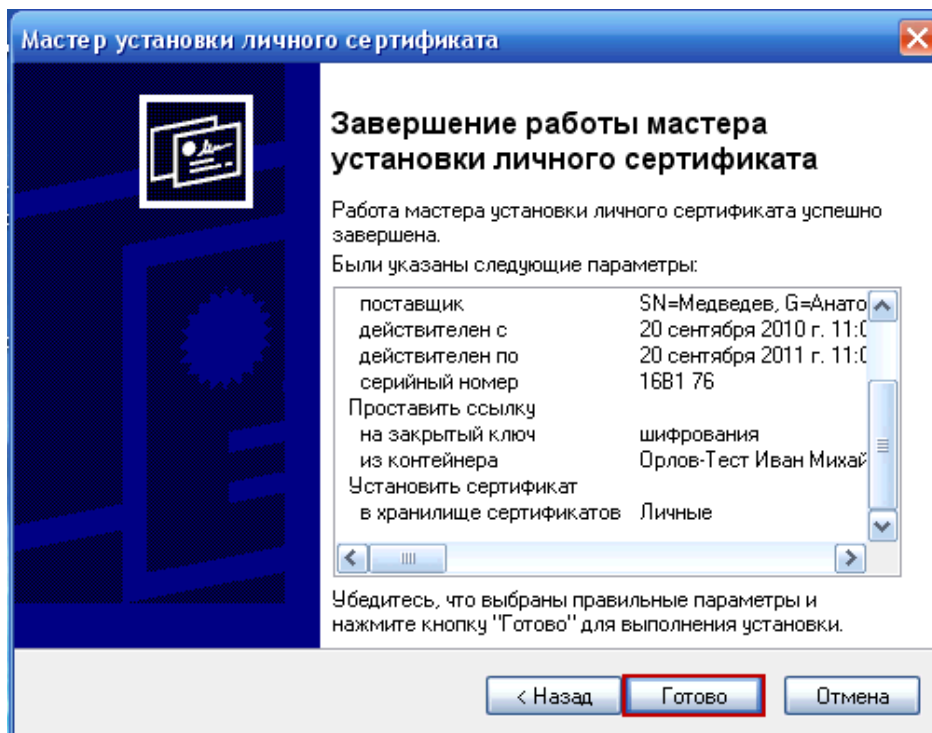 Мастер установки личного сертификата
Завершение работы мастера
установки личного сертификата
Работа мастера установки личного сертификата успешно
завершена.
Были указаны следующие параметры:
поставщик SN=Медведев, G=Анато
действителен с 20 сентября 2010 г. 11:0
действителен по 20 сентября 2011 г. 11:0
серийный номер 16B1 76
Проставить ссылку
на закрытый ключ шифрования
из контейнера Орлов-Тест Иван Михай
Установить сертификат
в хранилище сертификатов Личные
Убедитесь, что выбраны правильные параметры и
нажмите кнопку "Готово" для выполнения установки.
< Назад Готово Отмена